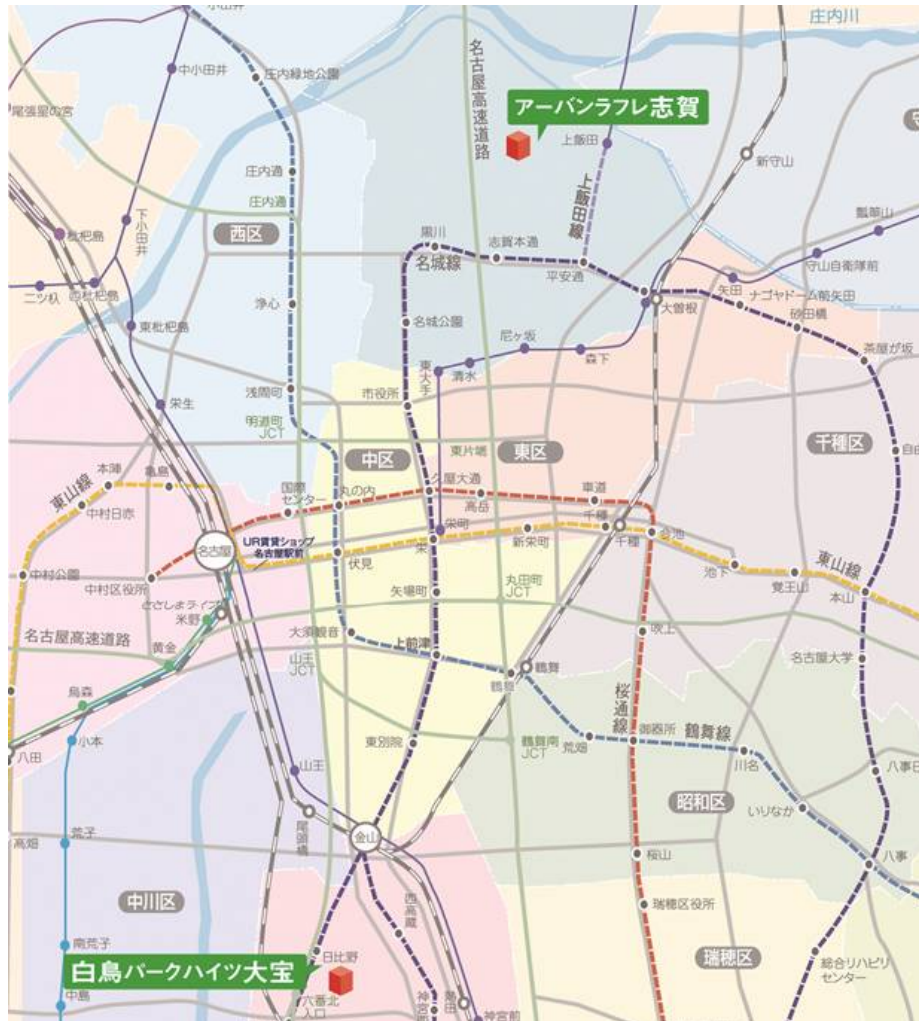 小田井
庄内川
中小田井
庄内緑地公園
尾張星の宮
名古屋高速道路
アーバンラフレ志賀
上飯田
新守山
庄内通
庄内通
上飯田線
瓢箪山
下小田井
枇杷島
西区
黒川
志賀本通
名城線
平安通
守山自衛隊前
矢田
二ツ杁
西枇杷島
大曽根
ナゴヤドーム前矢田
浄心
名城公園
砂田橋
東枇杷島
尼ケ坂
森下
茶屋が坂
東大手
清水
浅間町
市役所
栄生
明道町
JCT
中区
東片端
東区
千種区
自由
本陣
亀島
国際
センター
丸の内
久屋大通
高岳
車道
東山線
中村日赤
栄町
千種
名古屋
UR賃貸ショップ
名古屋駅前
伏見
栄
新栄町
千種
今池
中村公園
中村区役所
池下
覚王山
東山線
本山
ささしまライブ
米野
矢場町
丸田町
JCT
名古屋高速道路
黄金
大須観音
山王
JCT
上前津
吹上
名古屋大学
鶴舞
鶴舞
烏森
桜通線
八田
小本
東別院
鶴舞南
JCT
荒畑
御器所
鶴舞線
川名
八事日
山王
昭和区
いりなか
尾頭橋
金山
高畑
荒子
桜山
八事
中川区
西高蔵
瑞穂区役所
南荒子
日比野
瑞穂区
白鳥パークハイツ大宝
総合リハビリ
センター
中島
六番北
入口
神宮西
熱田
神宮前